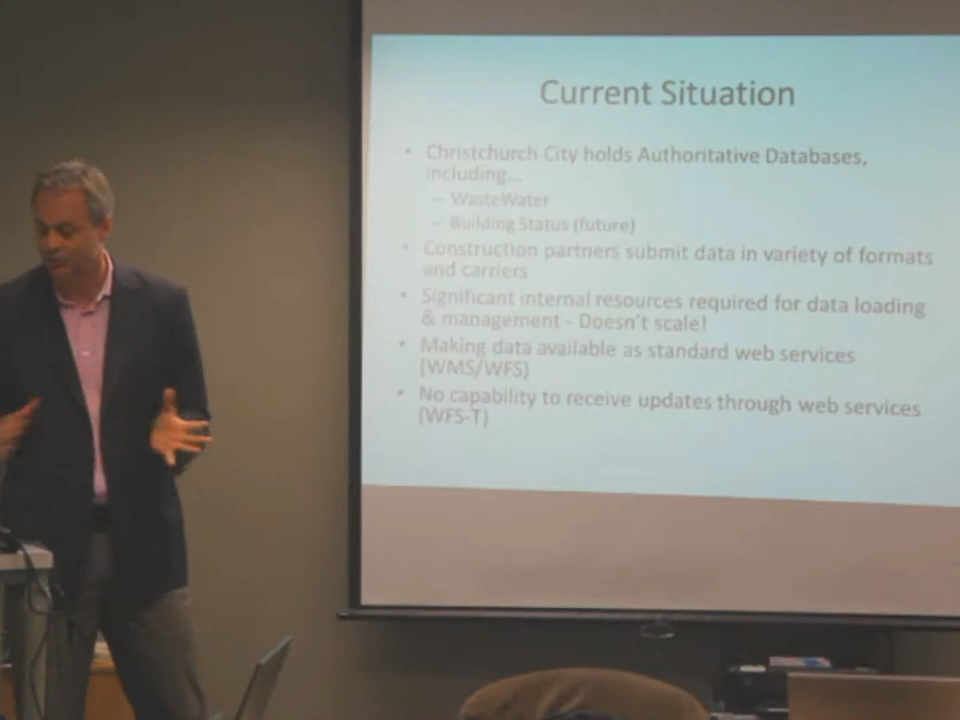 Current Situation
• Christchurch City holds Authoritative Databases,
including...
– WasteWater
– Building Status (future)
• Construction partners submit data in variety of formats
and carriers
• Significant internal resources required for data loading
& management - Doesn't scale!
• Making data available as standard web services
(WMS/WFS)
• No capability to receive updates through web services
(WFS-T)